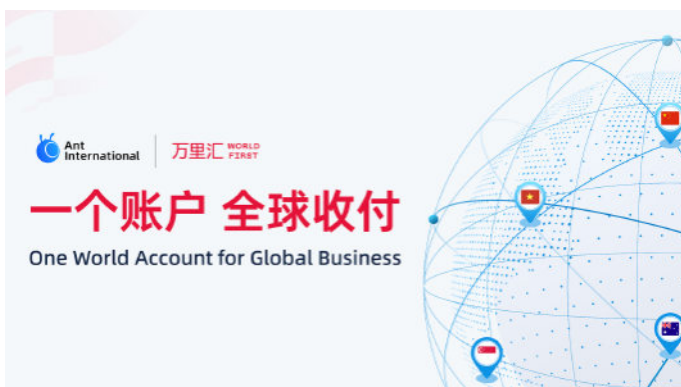 Ant
International
万里汇 WORLD
FIRST
一个账户 全球收付
One World Account for Global Business